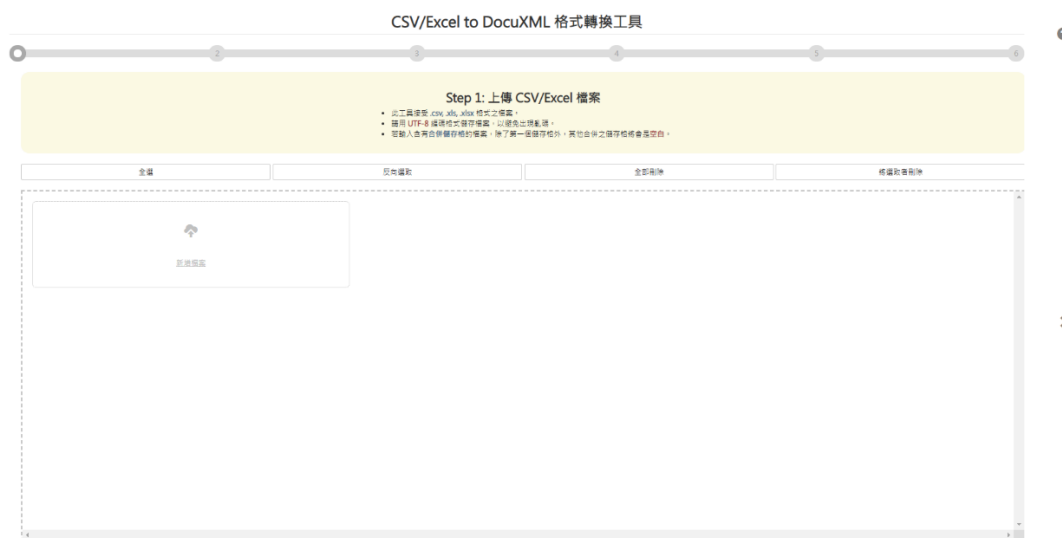 CSV/Excel to DocuXML 格式轉換工具
2 3 4 5 6
Step 1: 上傳 CSV/Excel 檔案
此工具接受 .csv, .xls, .xlsx 格式之檔案。
請用 UTF-8 編碼格式儲存檔案，以避免出現亂碼。
若輸入含有合併儲存格的檔案，除了第一個儲存格外，其他合併之儲存格將會是空白。
全選 反向選取 全部刪除 將選取者刪除
新增檔案